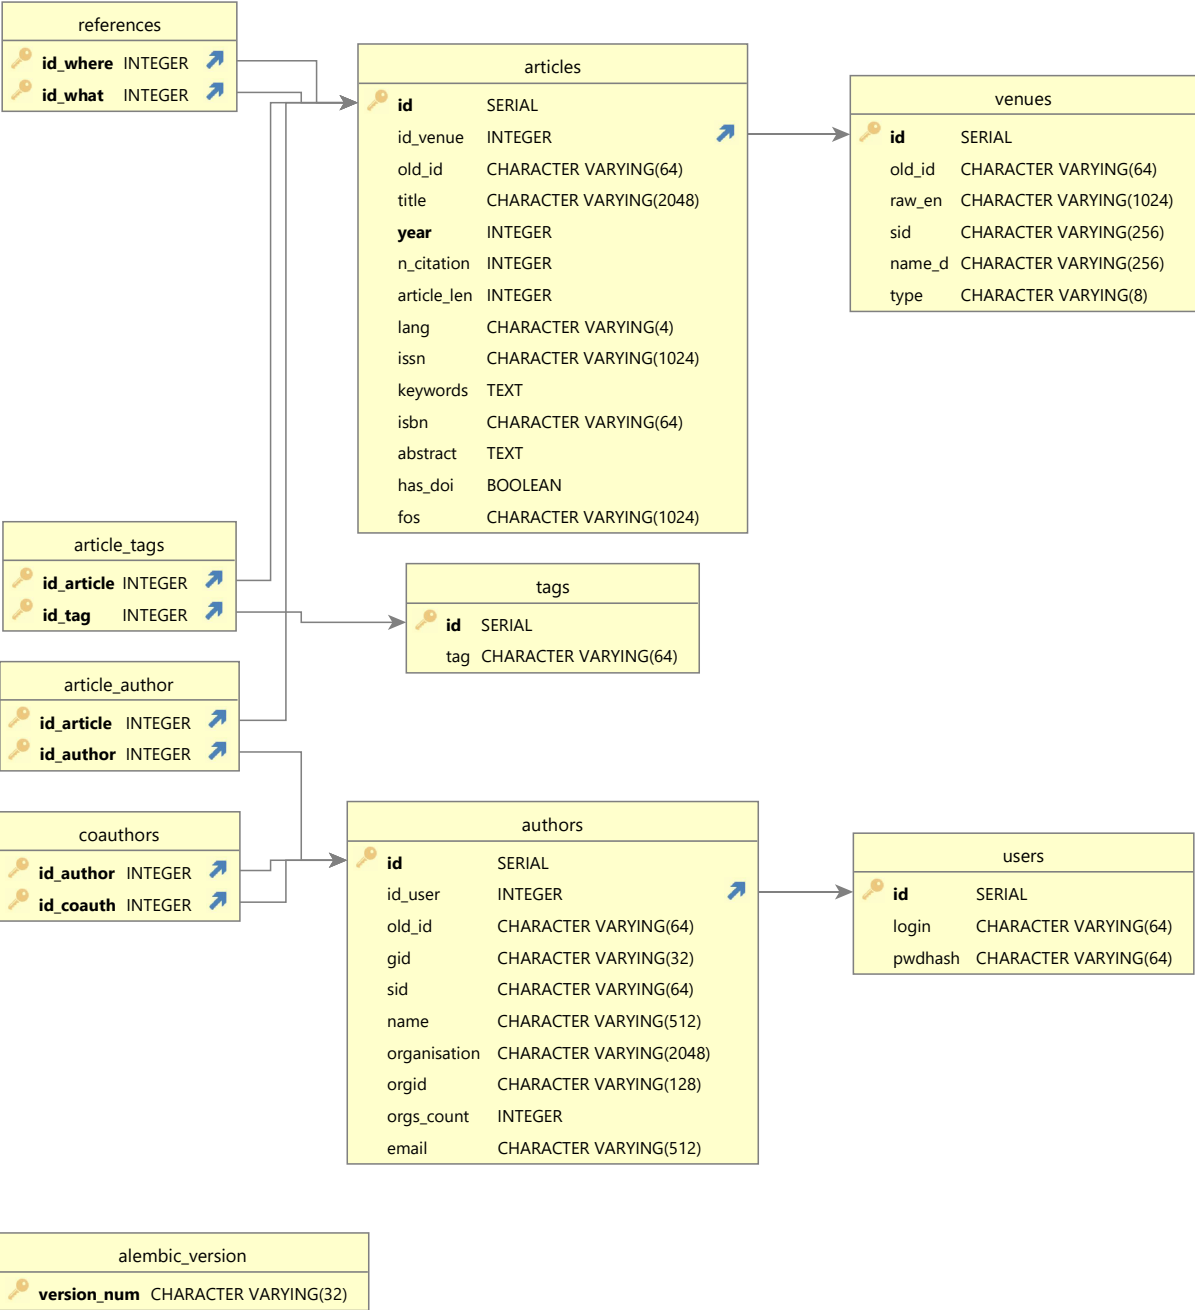 references
id_where INTEGER
id_what INTEGER
articles
id SERIAL
id_venue INTEGER
old_id CHARACTER VARYING(64)
title CHARACTER VARYING(2048)
year INTEGER
n_citation INTEGER
article_len INTEGER
lang CHARACTER VARYING(4)
issn CHARACTER VARYING(1024)
keywords TEXT
isbn CHARACTER VARYING(64)
abstract TEXT
has_doi BOOLEAN
fos CHARACTER VARYING(1024)
venues
id SERIAL
old_id CHARACTER VARYING(64)
raw_en CHARACTER VARYING(1024)
sid CHARACTER VARYING(256)
name_d CHARACTER VARYING(256)
type CHARACTER VARYING(8)
article_tags
id_article INTEGER
id_tag INTEGER
tags
id SERIAL
tag CHARACTER VARYING(64)
article_author
id_article INTEGER
id_author INTEGER
coauthors
id_author INTEGER
id_coauth INTEGER
authors
id SERIAL
id_user INTEGER
old_id CHARACTER VARYING(64)
gid CHARACTER VARYING(32)
sid CHARACTER VARYING(64)
name CHARACTER VARYING(512)
organisation CHARACTER VARYING(2048)
orgid CHARACTER VARYING(128)
orgs_count INTEGER
email CHARACTER VARYING(512)
users
id SERIAL
login CHARACTER VARYING(64)
pwdhash CHARACTER VARYING(64)
alembic_version
version_num CHARACTER VARYING(32)